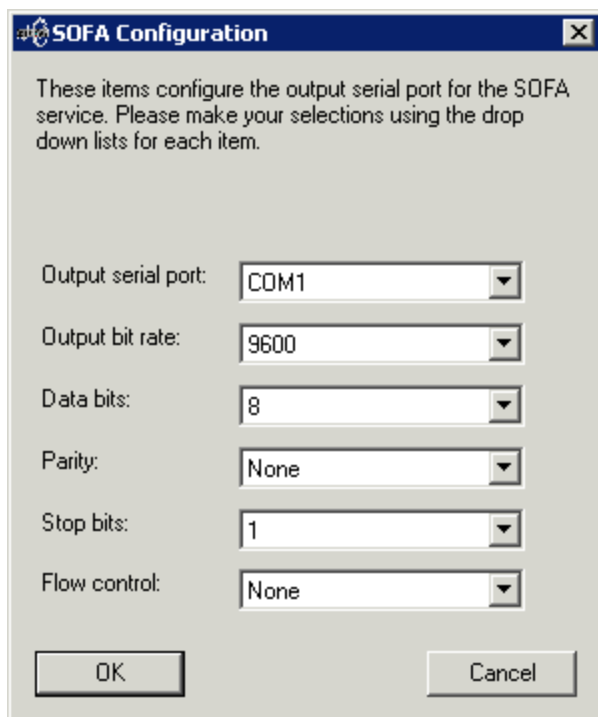 SOFA Configuration
These items configure the output serial port for the SOFA
service. Please make your selections using the drop
down lists for each item.
Output serial port: COM1
Output bit rate: 9600
Data bits: 8
Parity: None
Stop bits: 1
Flow control: None
OK Cancel